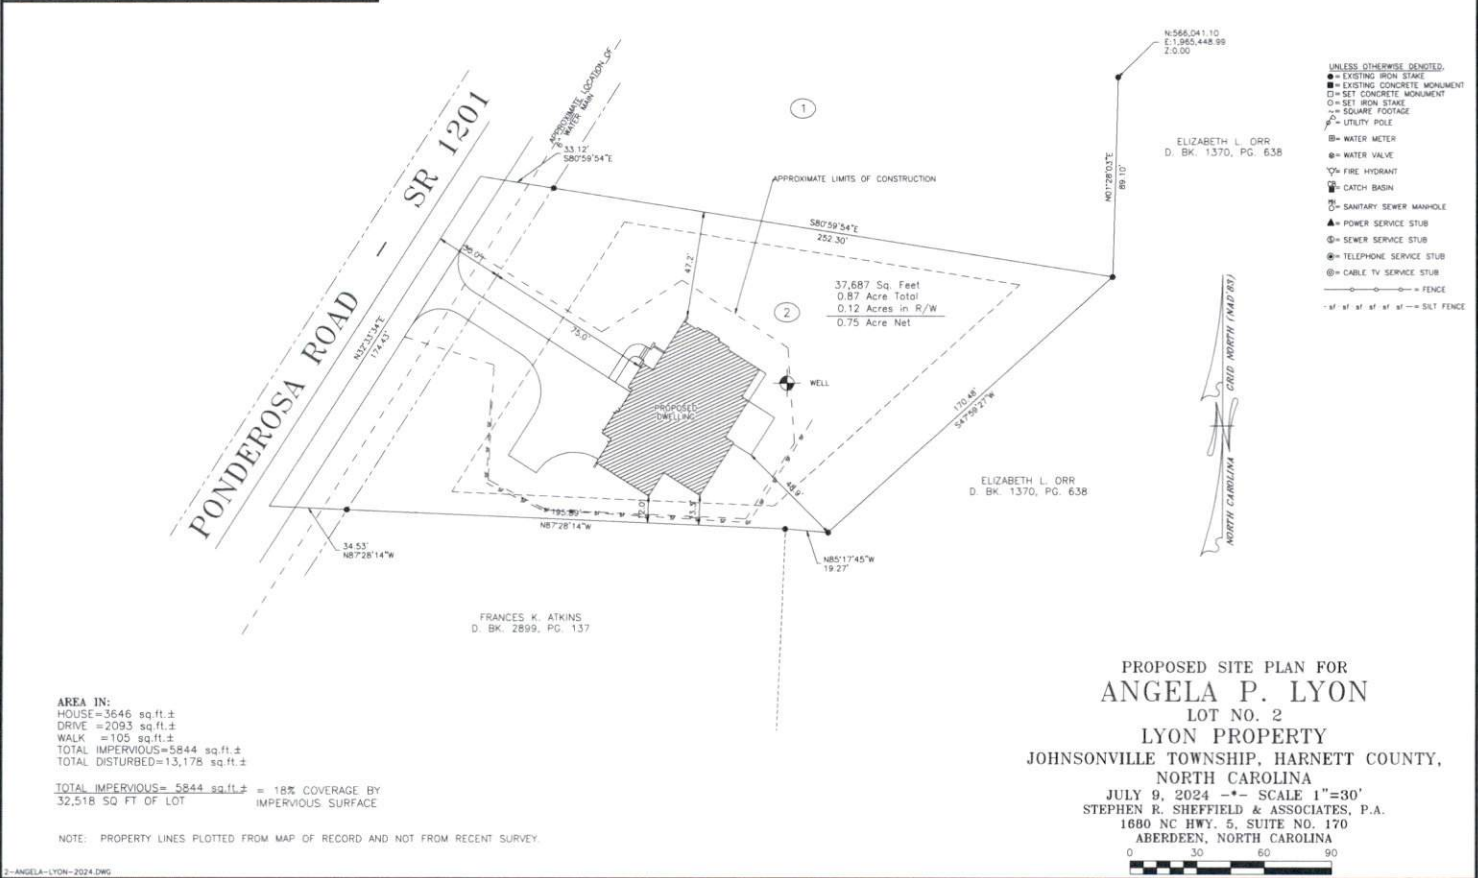 N:566,041.10
E:1,965,448.99
Z:0.00
UNLESS OTHERWISE DENOTED,
= EXISTING IRON STAKE
= EXISTING CONCRETE MONUMENT
= SET CONCRETE MONUMENT
= SET IRON STAKE
= SQUARE FOOTAGE
= UTILITY POLE
= WATER METER
= WATER VALVE
= FIRE HYDRANT
CB
= CATCH BASIN
MH
= SANITARY SEWER MANHOLE
= POWER SERVICE STUB
S = SEWER SERVICE STUB
= TELEPHONE SERVICE STUB
= CABLE TV SERVICE STUB
= FENCE
- sf sf sf sf sf — = SILT FENCE
PONDEROSA ROAD - SR 1201
APPROXIMATE LOCATION OF
WATER MAIN
33.12'
S80°59'54"E
1
APPROXIMATE LIMITS OF CONSTRUCTION
ELIZABETH L. ORR
D. BK. 1370, PG. 638
N01°28'03"E
89.10'
S80°59'54"E
252.30'
47.2'
75.0'
N32°33'34"E
174.43'
37,687 Sq. Feet
0.87 Acre Total
0.12 Acres in R/W
0.75 Acre Net
2
WELL
PROPOSED
DWELLING
170.48'
S47°59'27"W
48.9'
ELIZABETH L. ORR
D. BK. 1370, PG. 638
NORTH CAROLINA GRID NORTH (NAD'83)
N
195.89'
N87°28'14"W
34.53'
N87°28'14"W
N85°17'45"W
19.27'
FRANCES K. ATKINS
D. BK. 2899, PG. 137
AREA IN:
HOUSE=3646 sq.ft.±
DRIVE =2093 sq.ft.±
WALK =105 sq.ft.±
TOTAL IMPERVIOUS=5844 sq.ft.±
TOTAL DISTURBED=13,178 sq.ft.±
TOTAL IMPERVIOUS= 5844 sq.ft.± = 18% COVERAGE BY
32,518 SQ FT OF LOT IMPERVIOUS SURFACE
NOTE: PROPERTY LINES PLOTTED FROM MAP OF RECORD AND NOT FROM RECENT SURVEY.
2-ANGELA-LYON-2024.DWG
PROPOSED SITE PLAN FOR
ANGELA P. LYON
LOT NO. 2
LYON PROPERTY
JOHNSONVILLE TOWNSHIP, HARNETT COUNTY,
NORTH CAROLINA
JULY 9, 2024 -*- SCALE 1"=30'
STEPHEN R. SHEFFIELD & ASSOCIATES, P.A.
1680 NC HWY. 5, SUITE NO. 170
ABERDEEN, NORTH CAROLINA
0 30 60 90